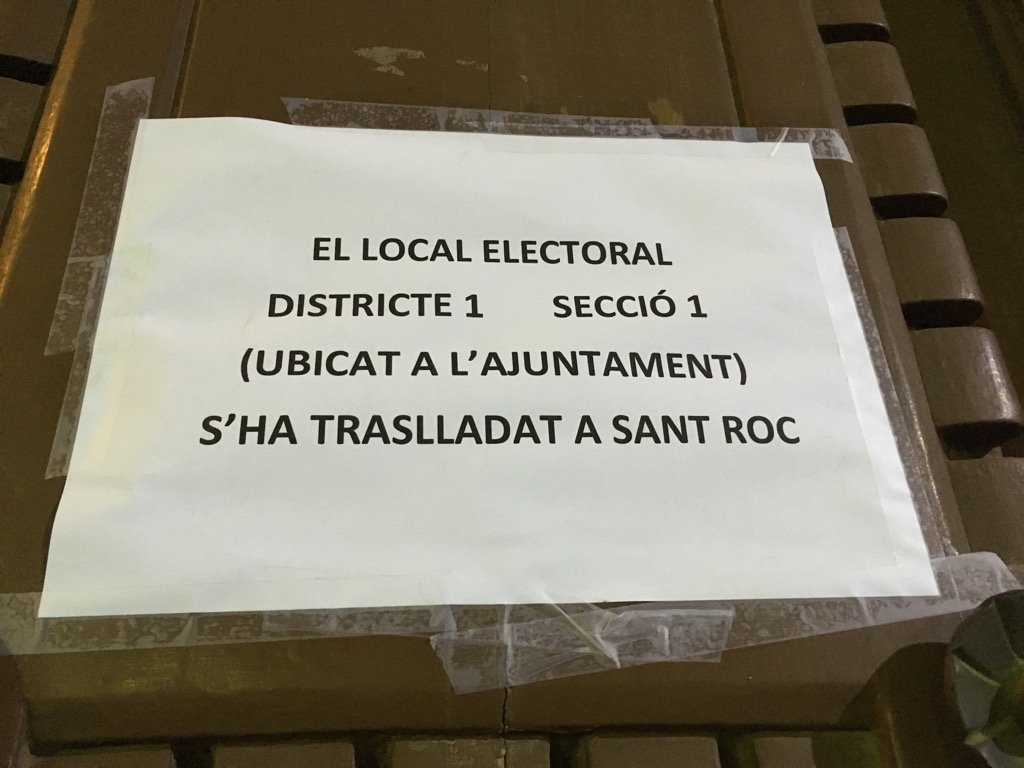 EL LOCAL ELECTORAL
DISTRICTE 1 SECCIÓ 1
(UBICAT A L’AJUNTAMENT)
S’HA TRASLLADAT A SANT ROC